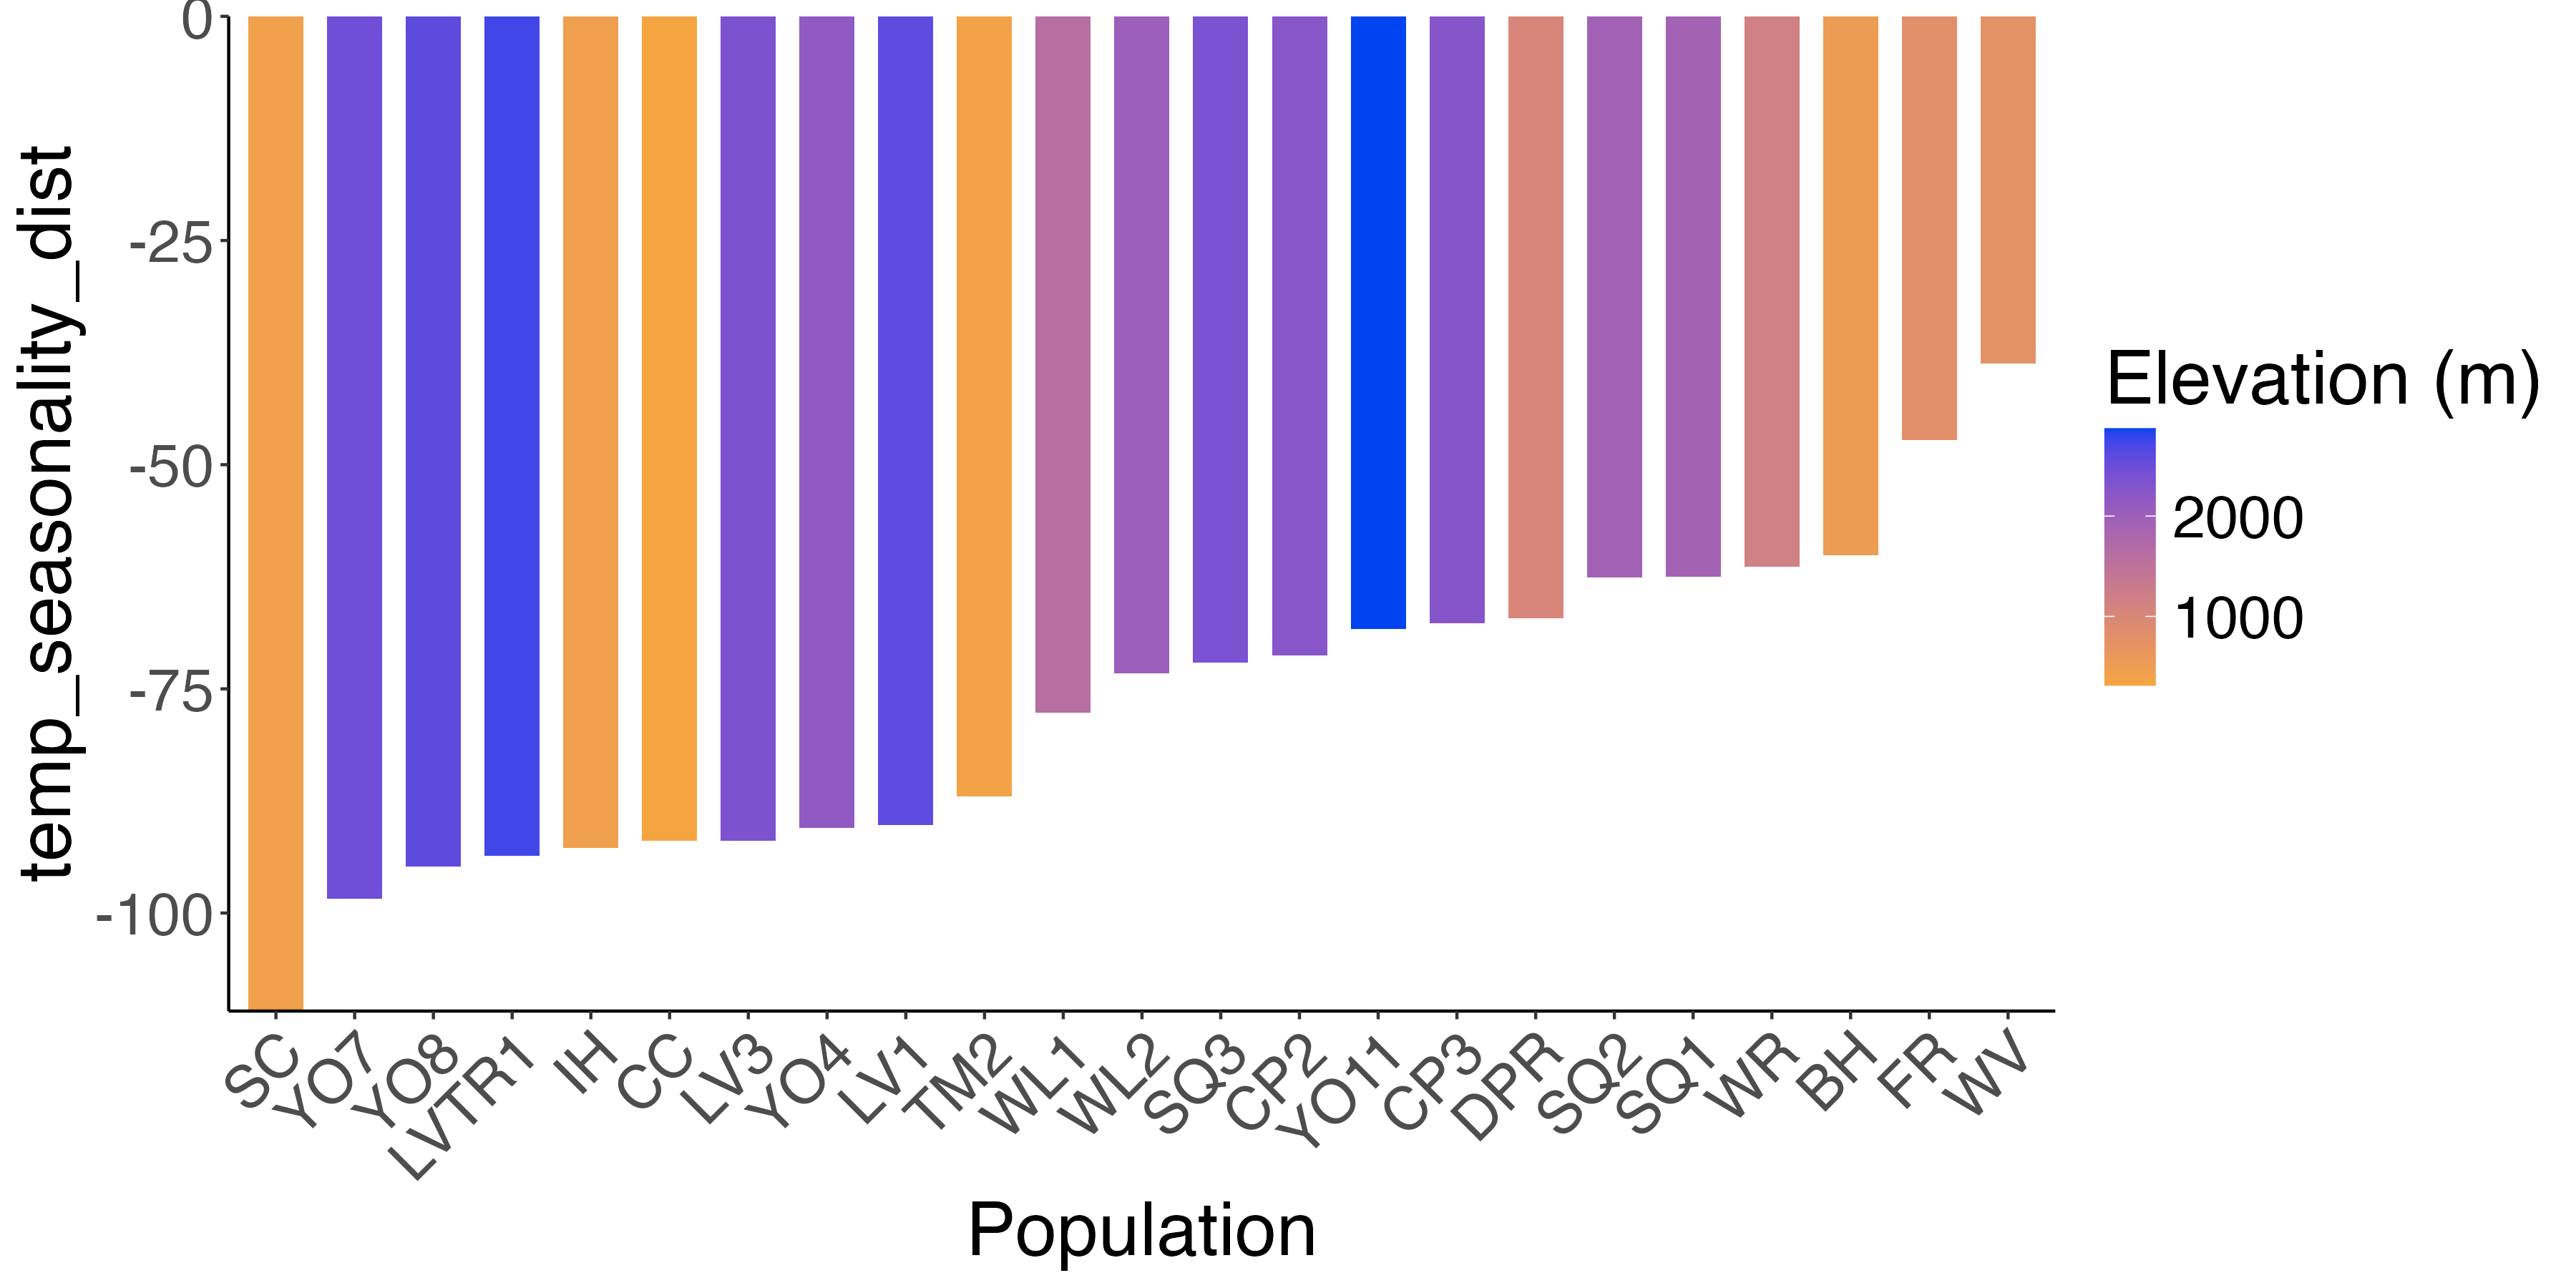 temp_seasonality_dist
0
-25
-50
-75
-100
SC
YO7
YO8
LVTR1
IH
CC
LV3
YO4
LV1
TM2
WL1
WL2
SQ3
CP2
YO11
CP3
DPR
SQ2
SQ1
WR
BH
FR
WV
Population
Elevation (m)
2000
1000